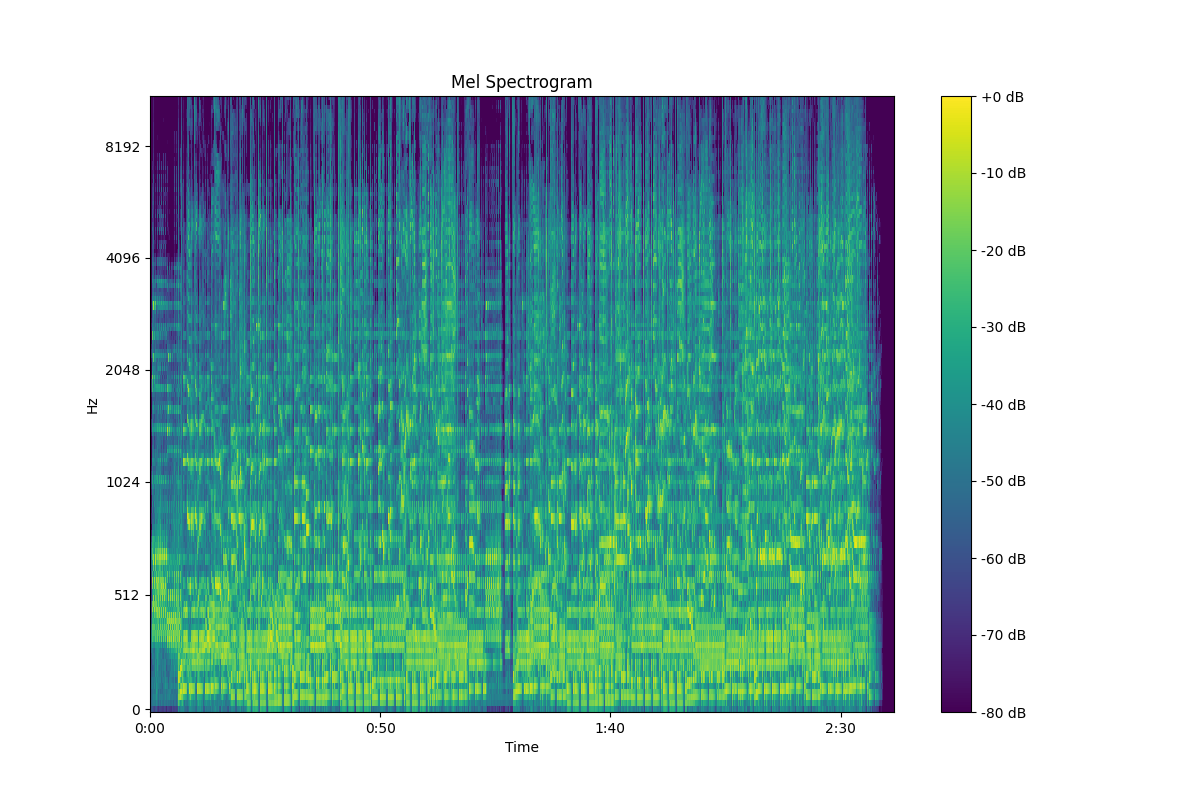 Mel Spectrogram
+0 dB
8192
-10 dB
-20 dB
4096
-30 dB
2048
-40 dB
Hz
1024
-50 dB
-60 dB
512
-70 dB
0
-80 dB
0:00
0:50
1:40
2:30
Time